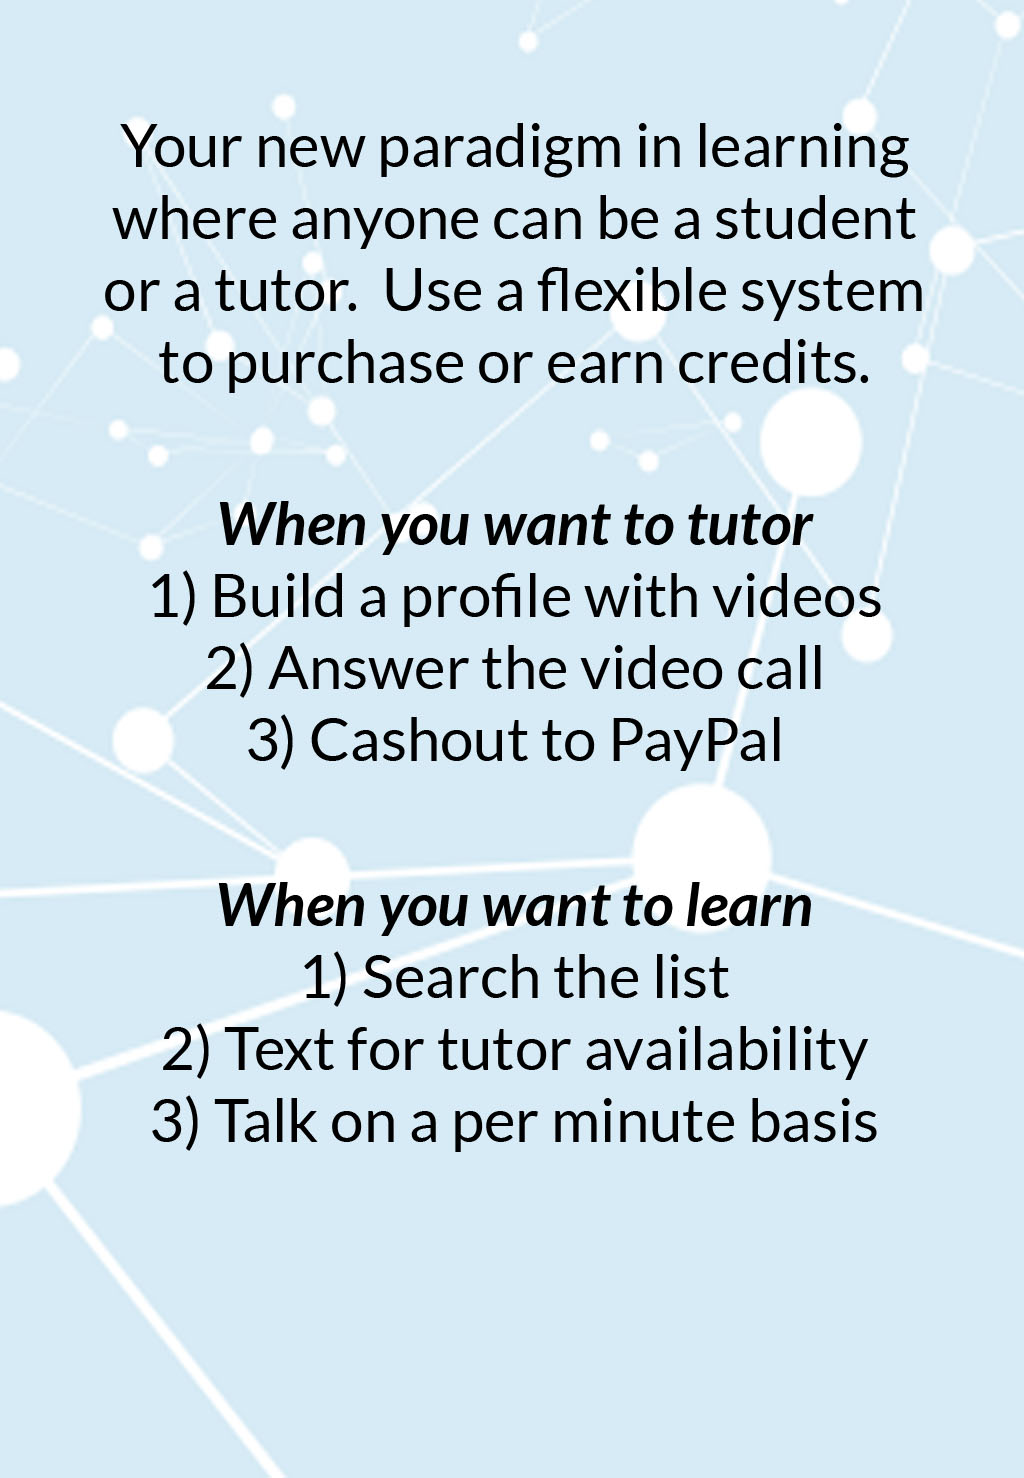 Your new paradigm in learning
where anyone can be a student
or a tutor.  Use a flexible system
to purchase or earn credits.
When you want to tutor
1) Build a profile with videos
2) Answer the video call
3) Cashout to PayPal
When you want to learn
1) Search the list
2) Text for tutor availability
3) Talk on a per minute basis